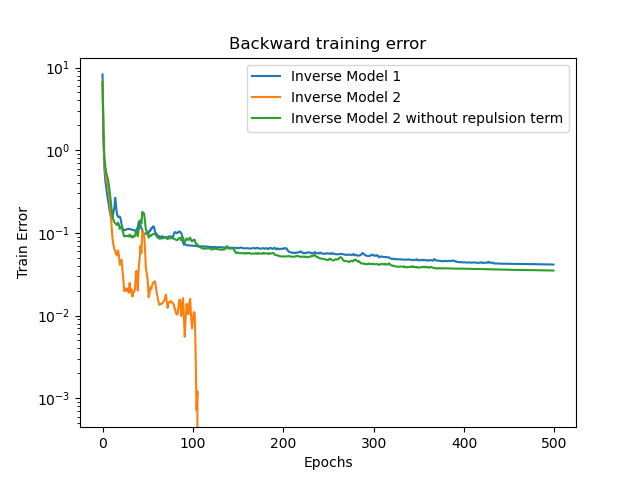 Backward training error
Inverse Model 1
Inverse Model 2
Inverse Model 2 without repulsion term
Train Error
10¹
10⁰
10⁻¹
10⁻²
10⁻³
0 100 200 300 400 500
Epochs